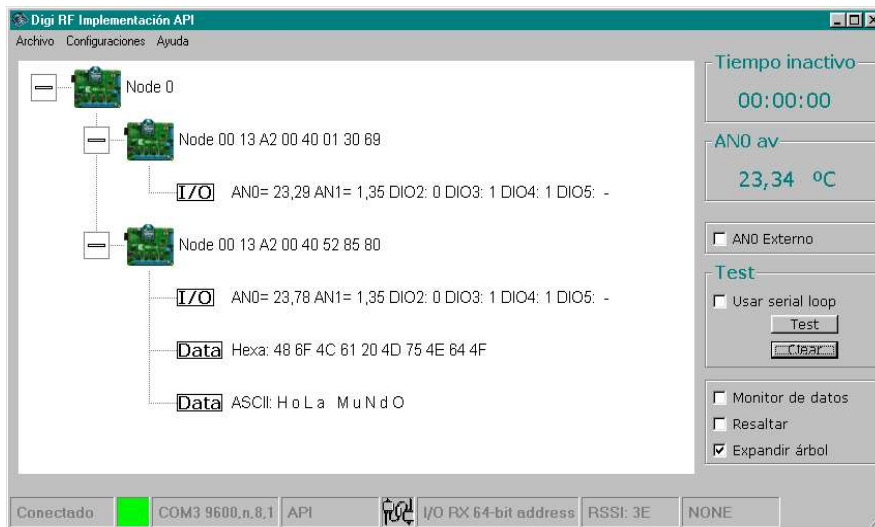 Digi RF Implementación API
Archivo Configuraciones Ayuda
Node 0
Node 00 13 A2 00 40 01 30 69
I/O AN0= 23,29 AN1= 1,35 DIO2: 0 DIO3: 1 DIO4: 1 DIO5: -
Node 00 13 A2 00 40 52 85 80
I/O AN0= 23,78 AN1= 1,35 DIO2: 0 DIO3: 1 DIO4: 1 DIO5: -
Data Hexa: 48 6F 4C 61 20 4D 75 4E 64 4F
Data ASCII: H o L a M u N d O
Tiempo inactivo
00:00:00
AN0 av
23,34 ºC
AN0 Externo
Test
Usar serial loop
Test
Clear
Monitor de datos
Resaltar
Expandir árbol
Conectado COM3 9600,n,8,1 API I/O RX 64-bit address RSSI: 3E NONE